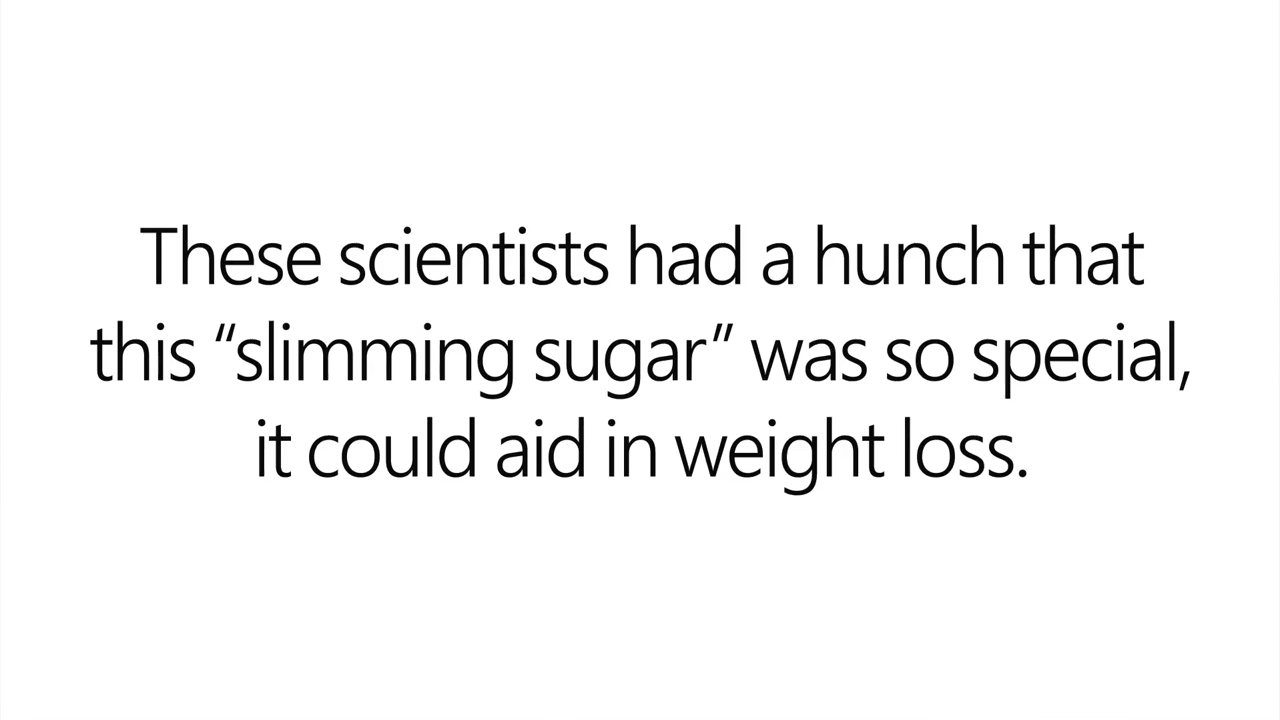 These scientists had a hunch that
this “slimming sugar” was so special,
it could aid in weight loss.